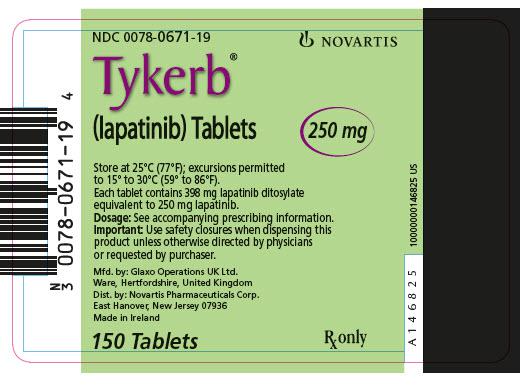 NDC 0078-0671-19
NOVARTIS
Tykerb®
(lapatinib) Tablets
250 mg
Store at 25°C (77°F); excursions permitted
to 15° to 30°C (59° to 86°F).
Each tablet contains 398 mg lapatinib ditosylate
equivalent to 250 mg lapatinib.
Dosage: See accompanying prescribing information.
Important: Use safety closures when dispensing this
product unless otherwise directed by physicians
or requested by purchaser.
Mfd. by: Glaxo Operations UK Ltd.
Ware, Hertfordshire, United Kingdom
Dist. by: Novartis Pharmaceuticals Corp.
East Hanover, New Jersey 07936
Made in Ireland
150 Tablets
Rx only
N3 0078-0671-19 4
10000000146825 US
A146825